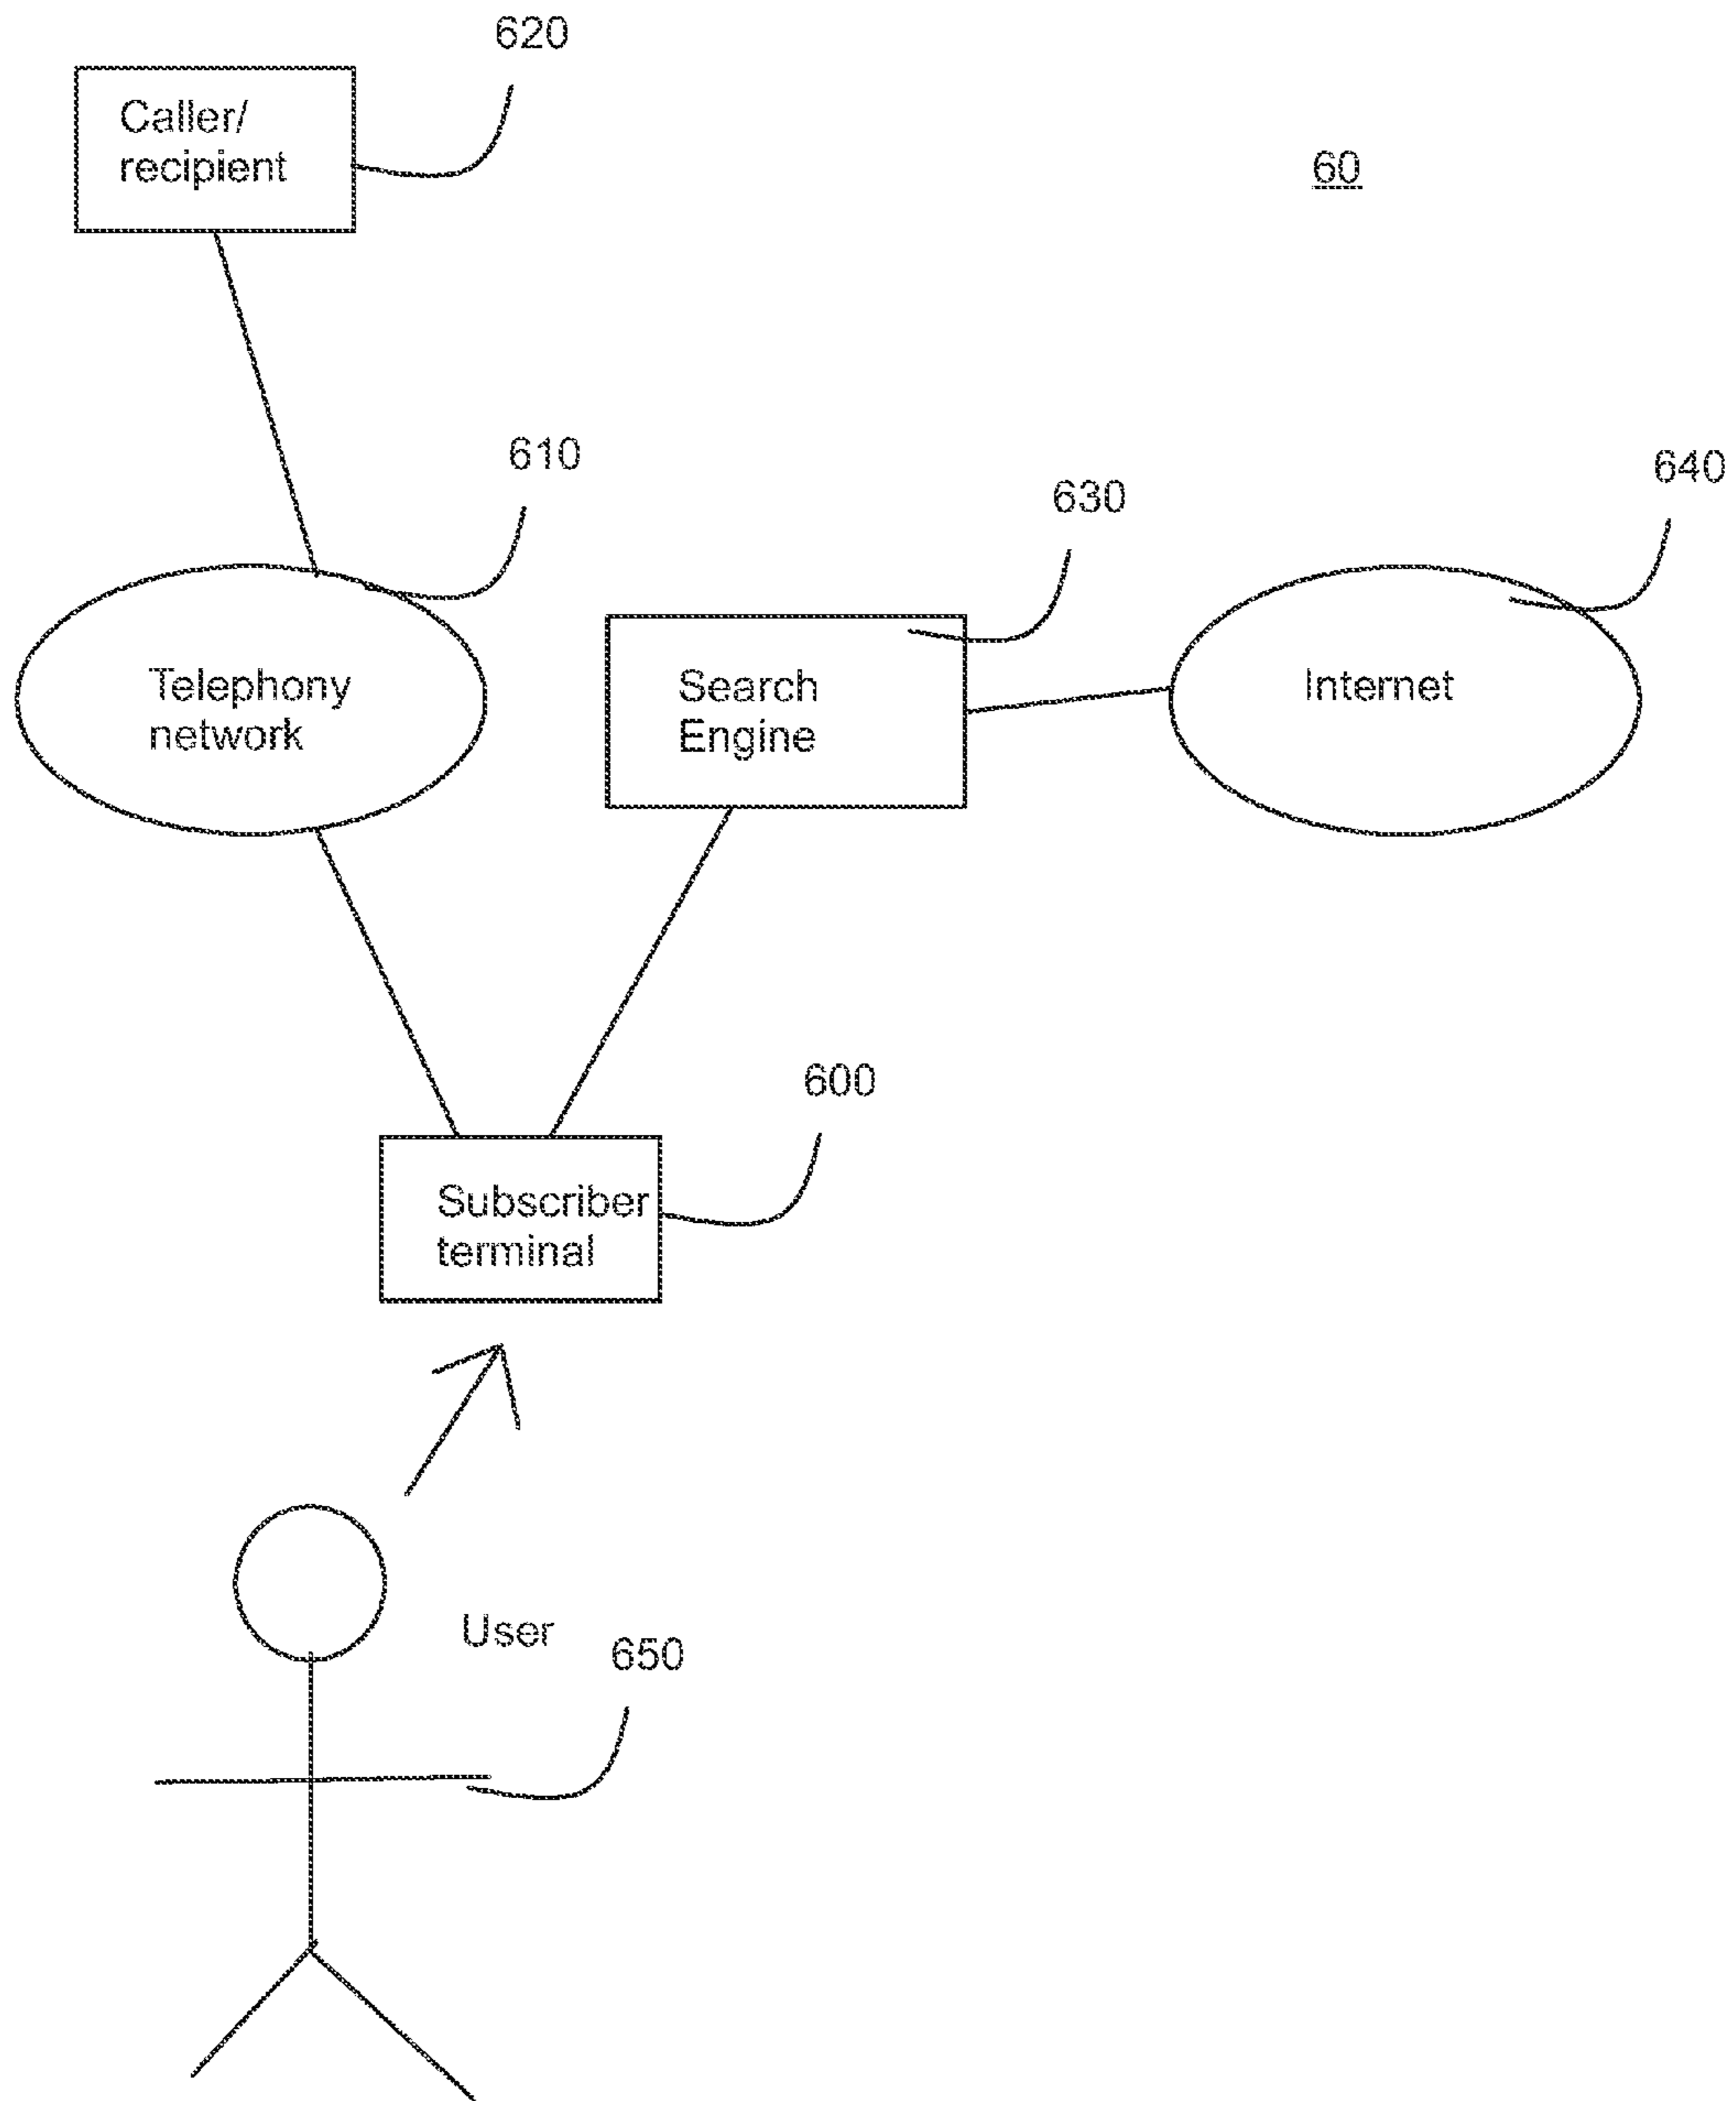 620
Caller/
recipient
60
610
640
630
Telephony
network
Search
Engine
Internet
600
Subscriber
terminal
User
650